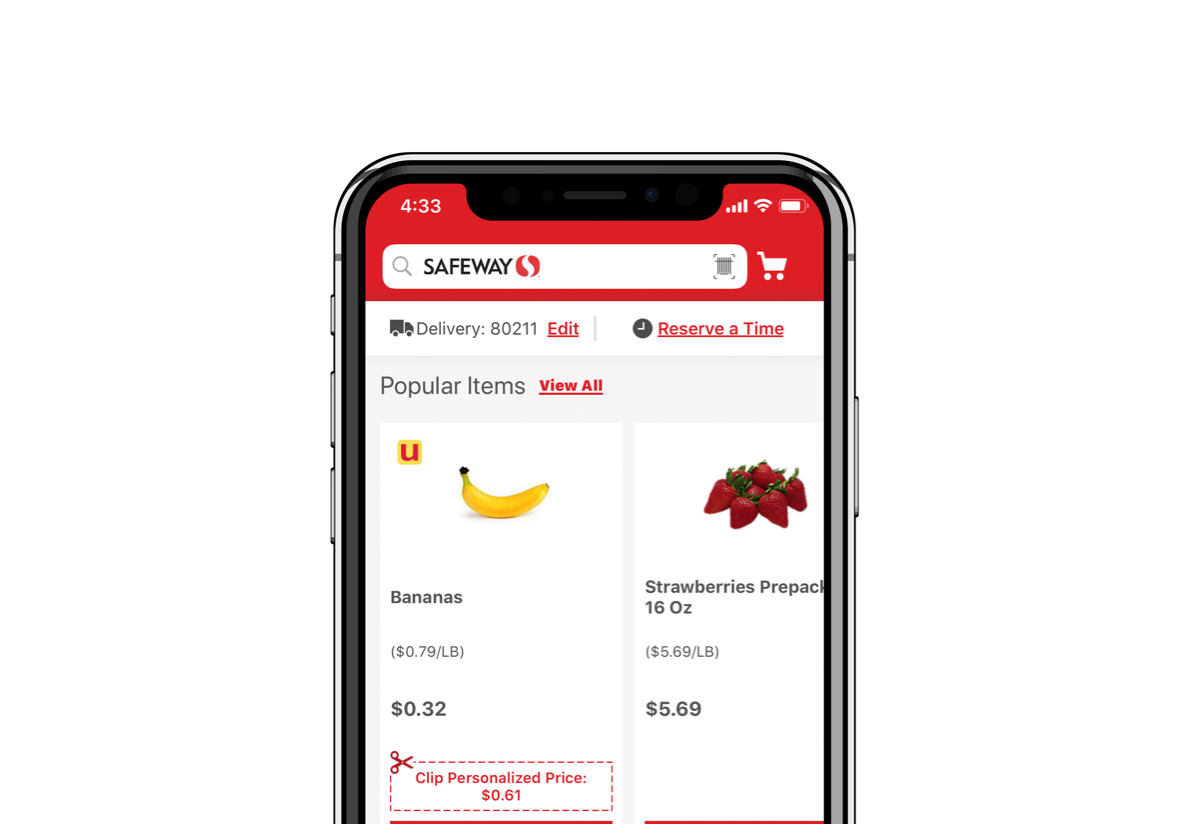 4:33
SAFEWAY
Delivery: 80211 Edit
Reserve a Time
Popular Items View All
u
Bananas
($0.79/LB)
$0.32
Clip Personalized Price:
$0.61
Strawberries Prepack
16 Oz
($5.69/LB)
$5.69